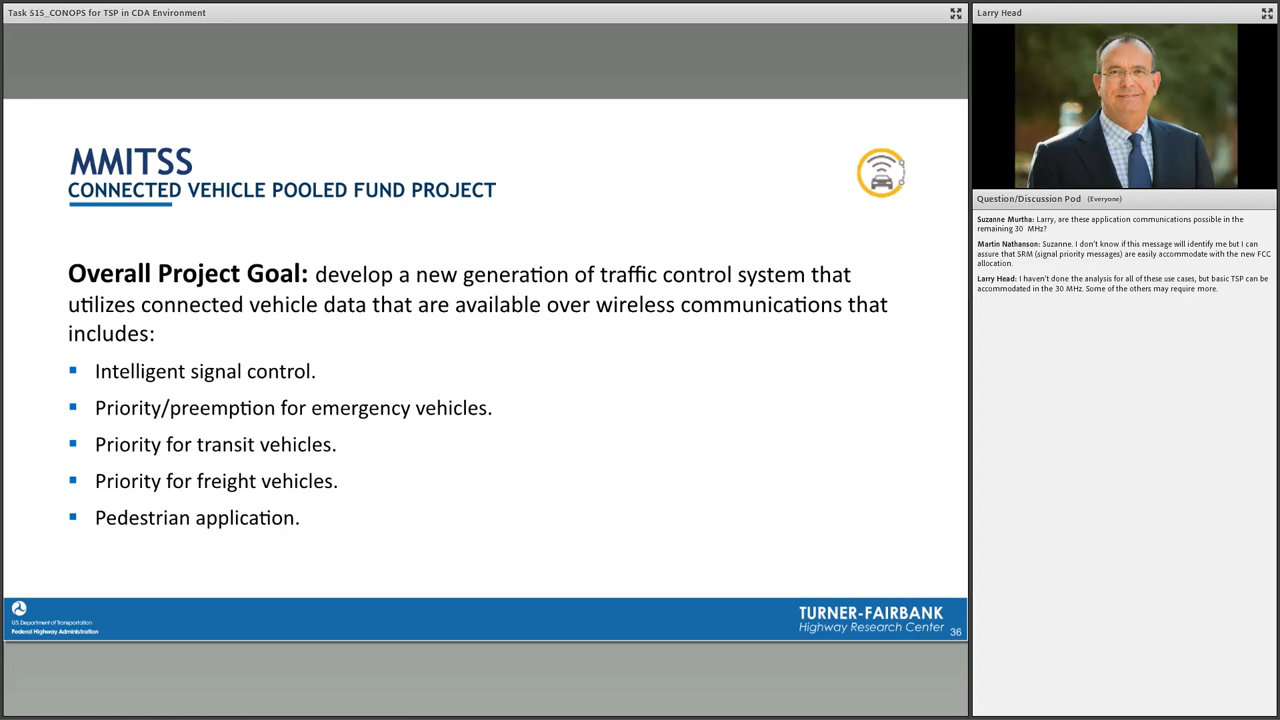 Task 515_CONOPS for TSP in CDA Environment
MMITSS
CONNECTED VEHICLE POOLED FUND PROJECT
Overall Project Goal: develop a new generation of traffic control system that
utilizes connected vehicle data that are available over wireless communications that
includes:
Intelligent signal control.
Priority/preemption for emergency vehicles.
Priority for transit vehicles.
Priority for freight vehicles.
Pedestrian application.
U.S. Department of Transportation
Federal Highway Administration
TURNER-FAIRBANK
Highway Research Center
36
Larry Head
Question/Discussion Pod (Everyone)
Suzanne Murtha: Larry, are these application communications possible in the
remaining 30 MHz?
Martin Nathanson: Suzanne. I don't know if this message will identify me but I can
assure that SRM (signal priority messages) are easily accommodate with the new FCC
allocation.
Larry Head: I haven't done the analysis for all of these use cases, but basic TSP can be
accommodated in the 30 MHz. Some of the others may require more.